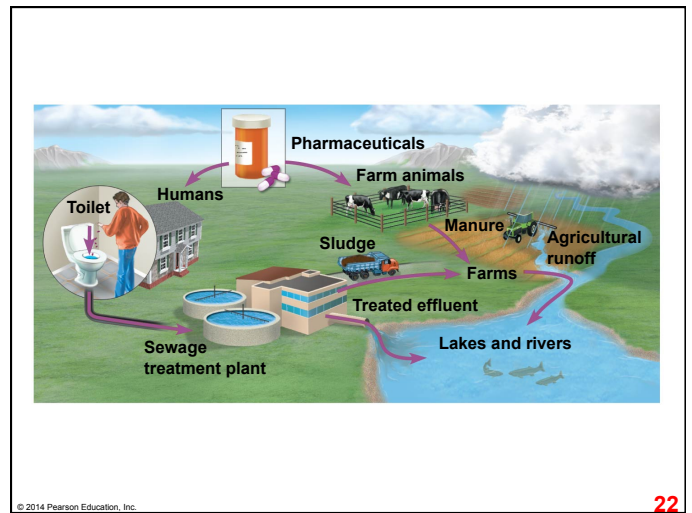 Pharmaceuticals
Farm animals
Humans
Toilet
Manure
Agricultural
runoff
Sludge
Farms
Treated effluent
Lakes and rivers
Sewage
treatment plant
© 2014 Pearson Education, Inc.
22